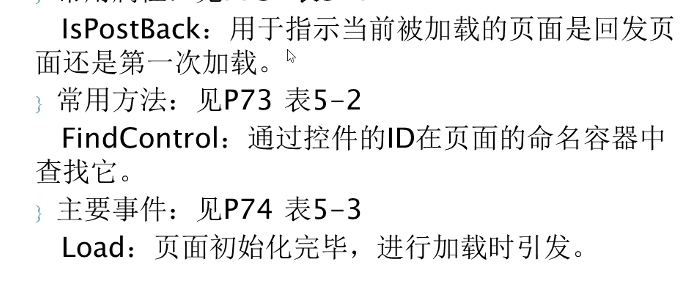 IsPostBack：用于指示当前被加载的页面是回发页
面还是第一次加载。
} 常用方法：见P73 表5-2
FindControl：通过控件的ID在页面的命名容器中
查找它。
} 主要事件：见P74 表5-3
Load：页面初始化完毕，进行加载时引发。